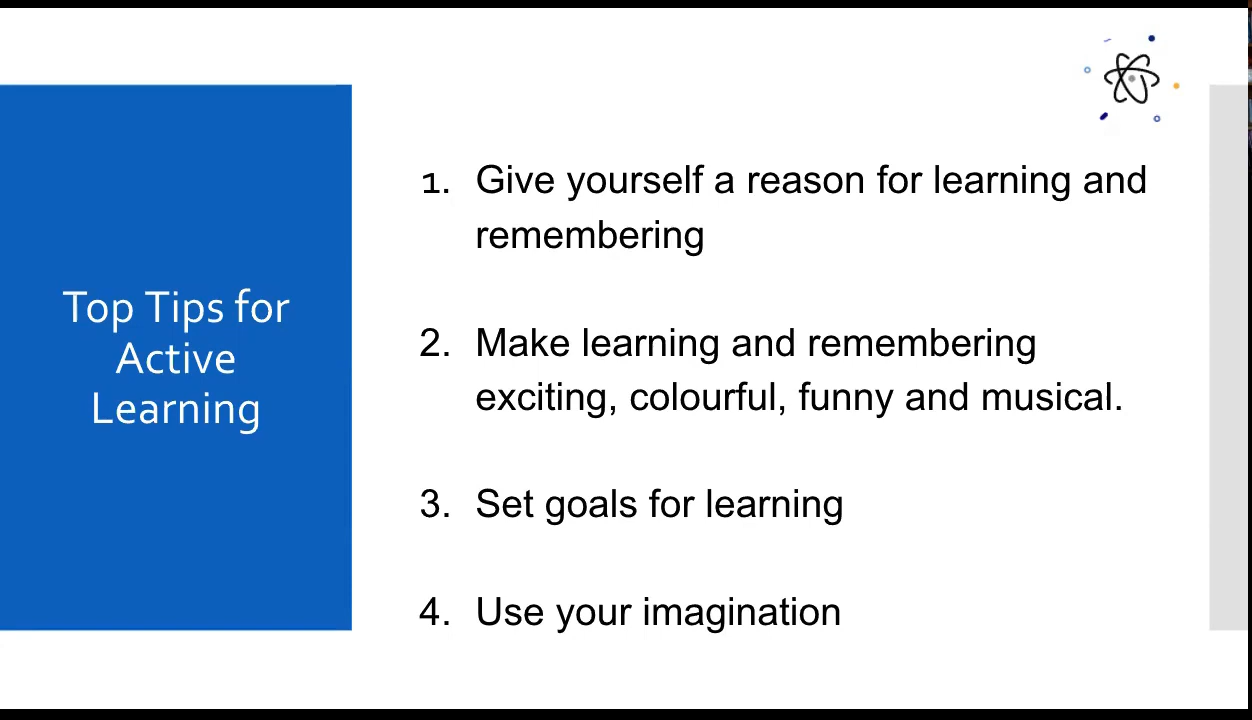 Top Tips for
Active
Learning
1. Give yourself a reason for learning and
remembering
2. Make learning and remembering
exciting, colourful, funny and musical.
3. Set goals for learning
4. Use your imagination